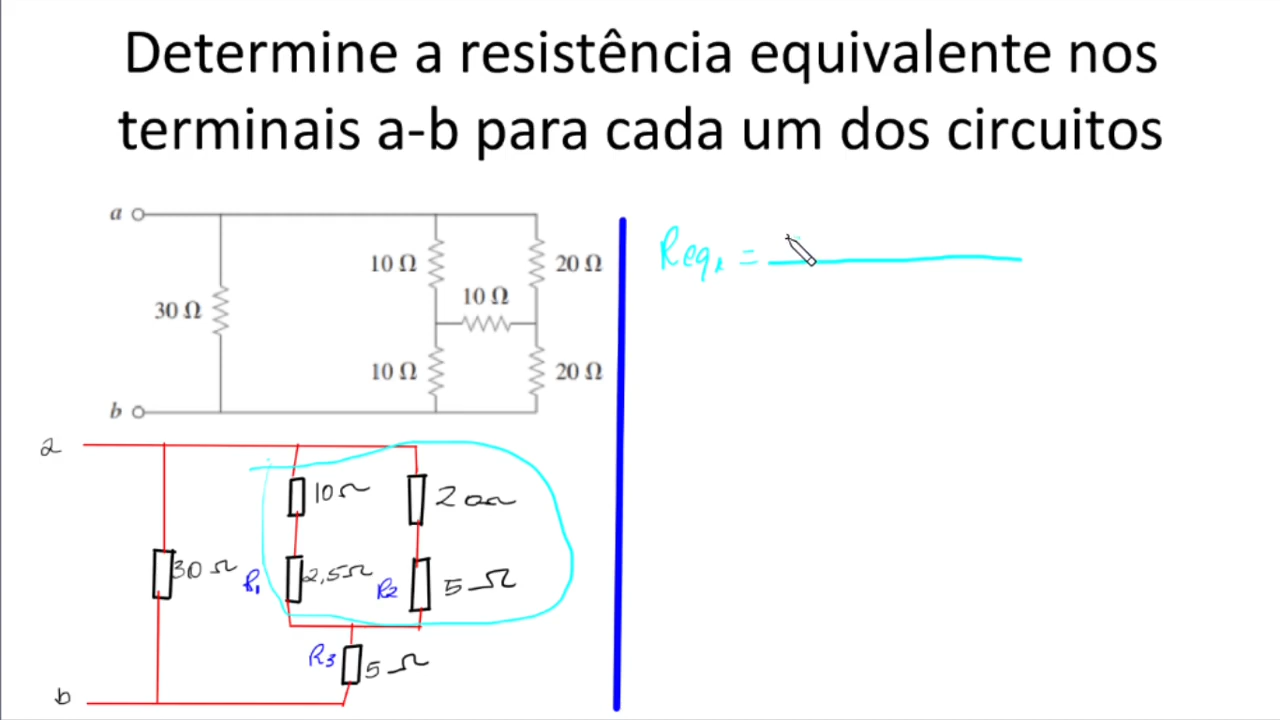 Determine a resistência equivalente nos
terminais a-b para cada um dos circuitos
a
10 Ω
20 Ω
10 Ω
30 Ω
10 Ω
20 Ω
b
Req₁ =
a
10Ω
20Ω
30Ω
R₁
2,5Ω
R2
5Ω
R3
5Ω
b